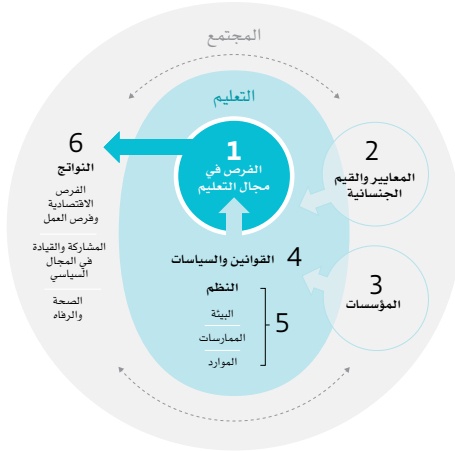 المجتمع
التعليم
1
الفرص في
مجال التعليم
2
المعايير والقيم
الجنسانية
3
المؤسسات
4 القوانين والسياسات
5
النظم
البيئة
الممارسات
الموارد
6
النواتج
الفرص
الاقتصادية
وفرص العمل
المشاركة والقيادة
في المجال
السياسي
الصحة
والرفاه